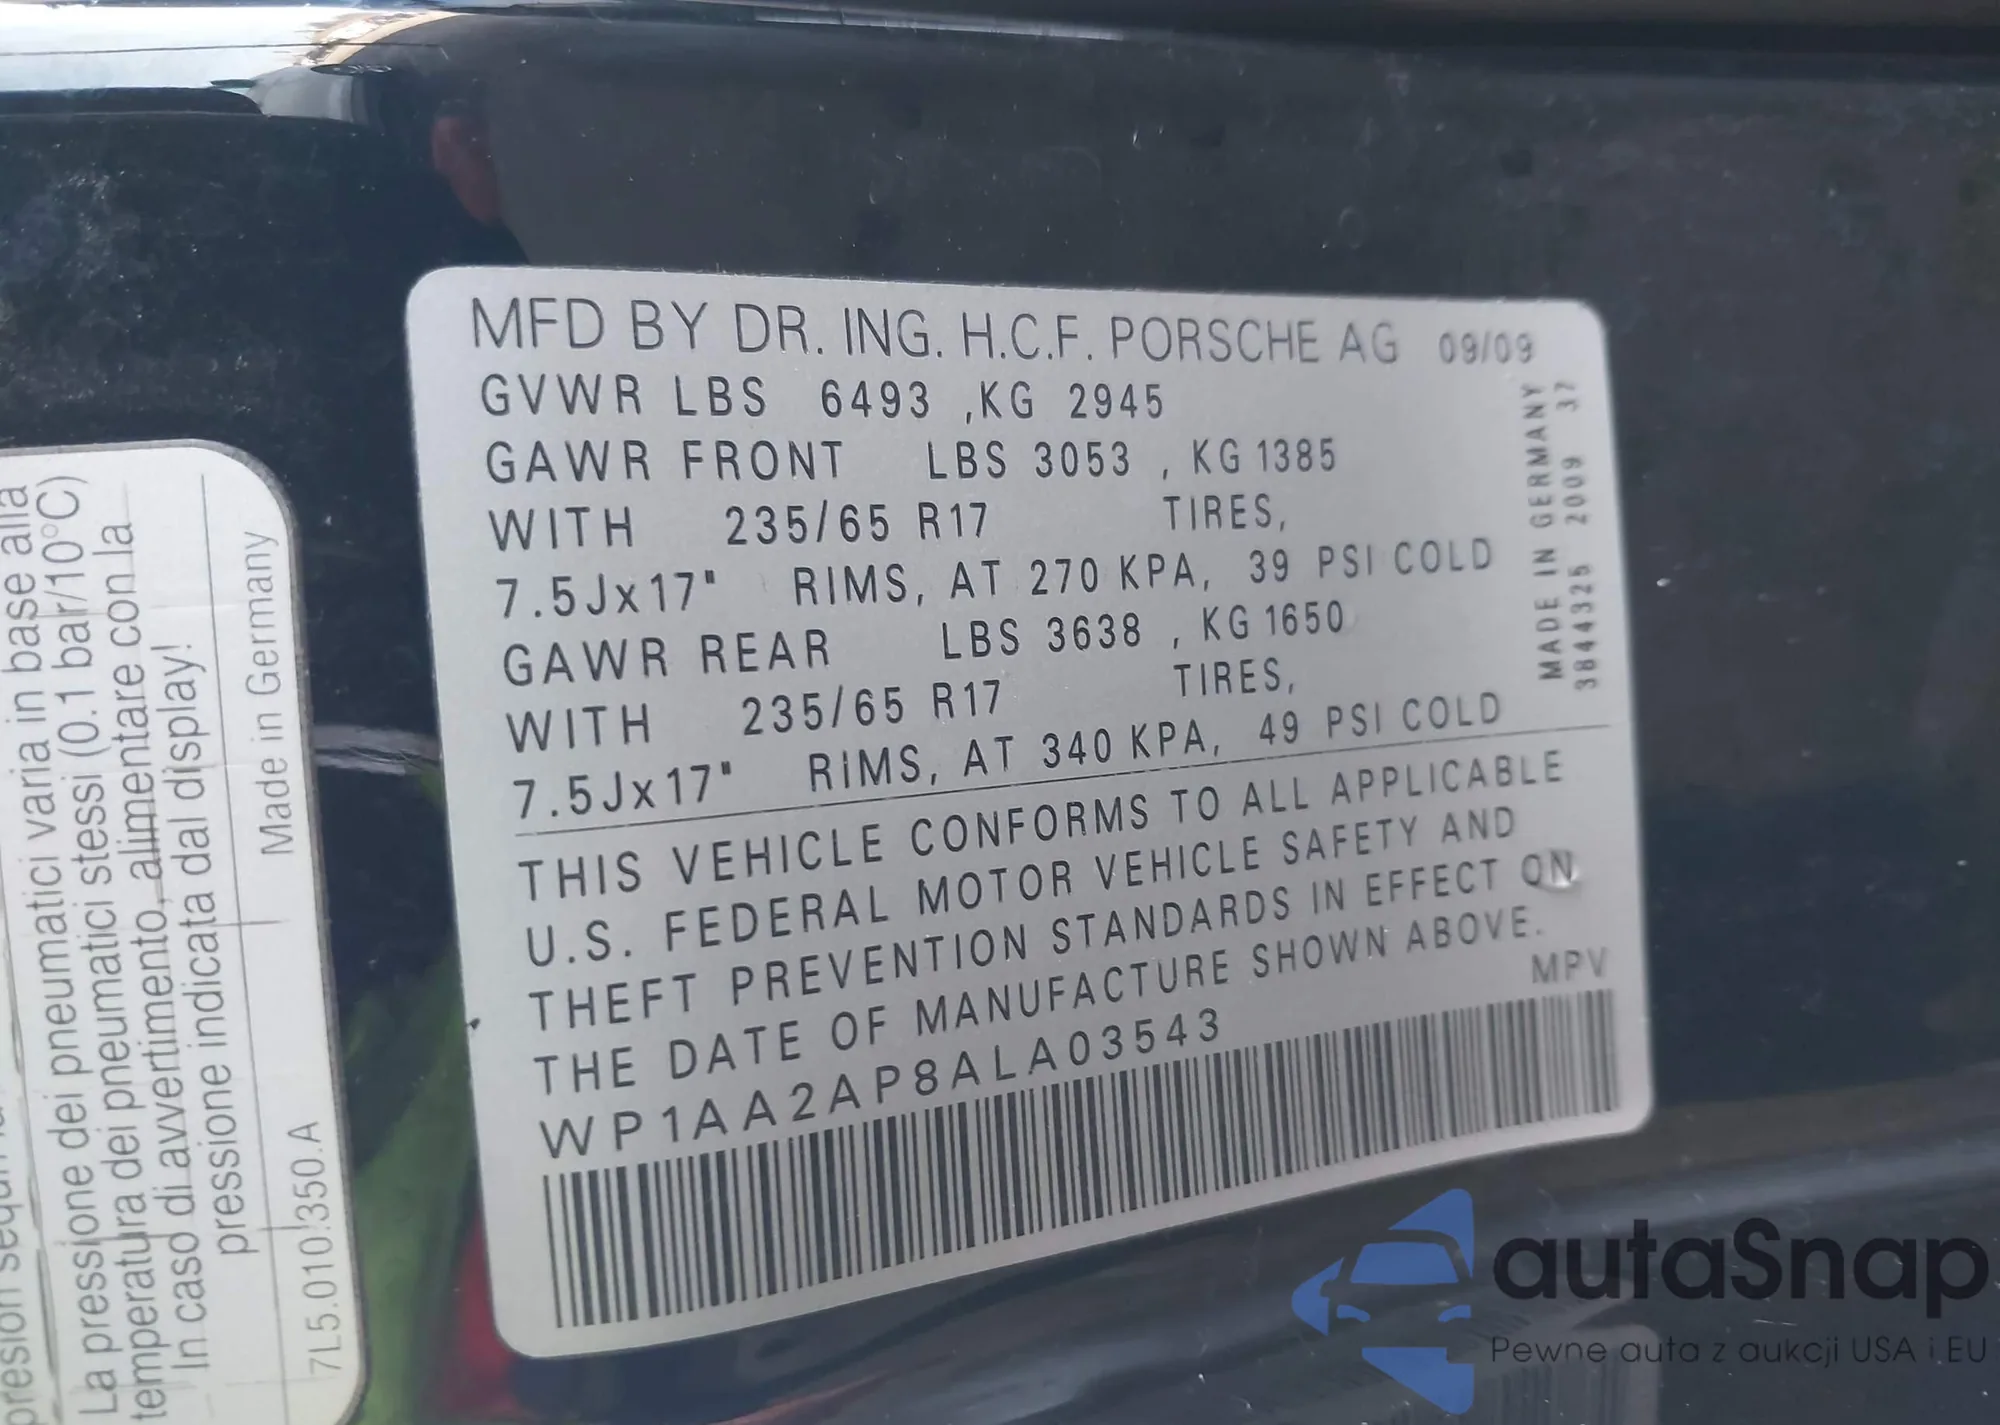 MFD BY DR. ING. H.C.F. PORSCHE AG 09/09
GVWR LBS 6493 ,KG 2945
GAWR FRONT LBS 3053 , KG 1385
WITH 235/65 R17 TIRES,
7.5Jx17" RIMS, AT 270 KPA, 39 PSI COLD
GAWR REAR LBS 3638 , KG 1650
WITH 235/65 R17 TIRES,
7.5Jx17" RIMS, AT 340 KPA, 49 PSI COLD
MADE IN GERMANY
3844325 2009 37
THIS VEHICLE CONFORMS TO ALL APPLICABLE
U.S. FEDERAL MOTOR VEHICLE SAFETY AND
THEFT PREVENTION STANDARDS IN EFFECT ON
THE DATE OF MANUFACTURE SHOWN ABOVE.
MPV
WP1AA2AP8ALA03543
La pressione dei pneumatici varia in base alla
temperatura dei pneumatici stessi (0.1 bar/10°C)
In caso di avvertimento, alimentare con la
pressione indicata dal display!
7L5.010.350.A Made in Germany
autaSnap
Pewne auta z aukcji USA i EU